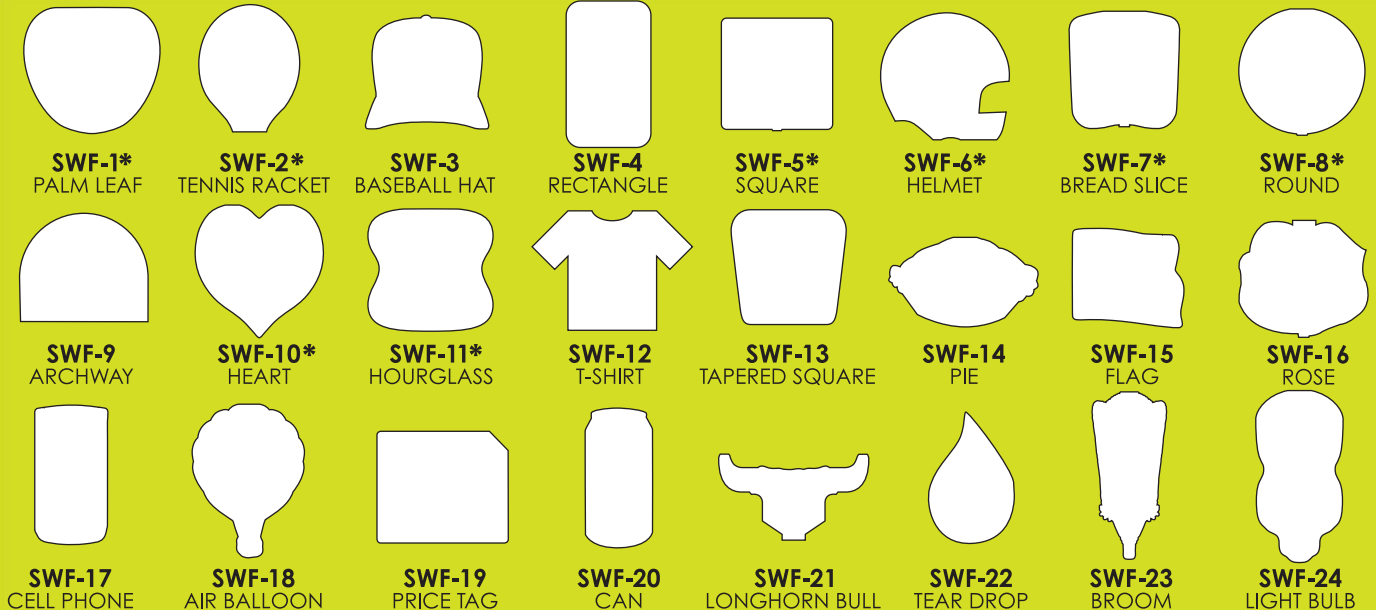 SWF-1* SWF-2* SWF-3 SWF-4 SWF-5* SWF-6* SWF-7* SWF-8*
PALM LEAF TENNIS RACKET BASEBALL HAT RECTANGLE SQUARE HELMET BREAD SLICE ROUND
SWF-9 SWF-10* SWF-11* SWF-12 SWF-13 SWF-14 SWF-15 SWF-16
ARCHWAY HEART HOURGLASS T-SHIRT TAPERED SQUARE PIE FLAG ROSE
SWF-17 SWF-18 SWF-19 SWF-20 SWF-21 SWF-22 SWF-23 SWF-24
CELL PHONE AIR BALLOON PRICE TAG CAN LONGHORN BULL TEAR DROP BROOM LIGHT BULB